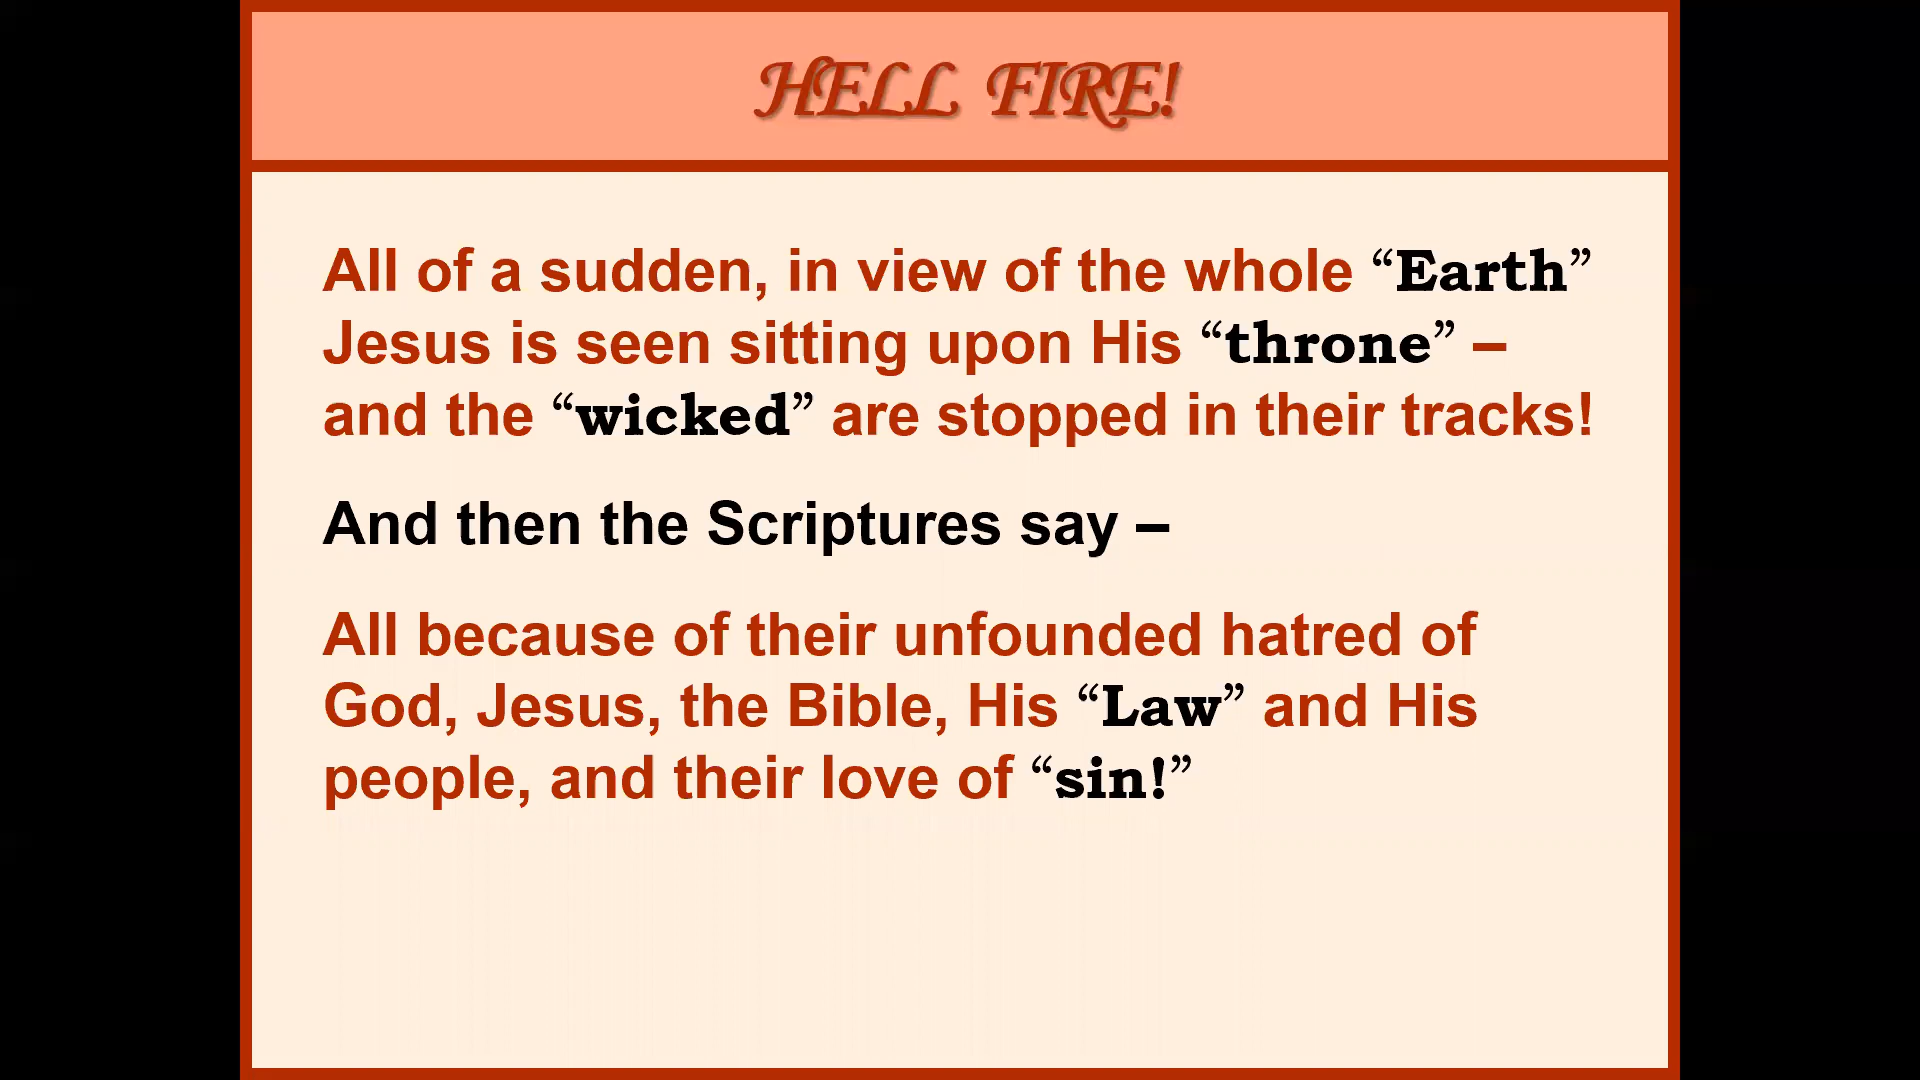 HELL FIRE!
All of a sudden, in view of the whole “Earth”
Jesus is seen sitting upon His “throne” –
and the “wicked” are stopped in their tracks!
And then the Scriptures say –
All because of their unfounded hatred of
God, Jesus, the Bible, His “Law” and His
people, and their love of “sin!”